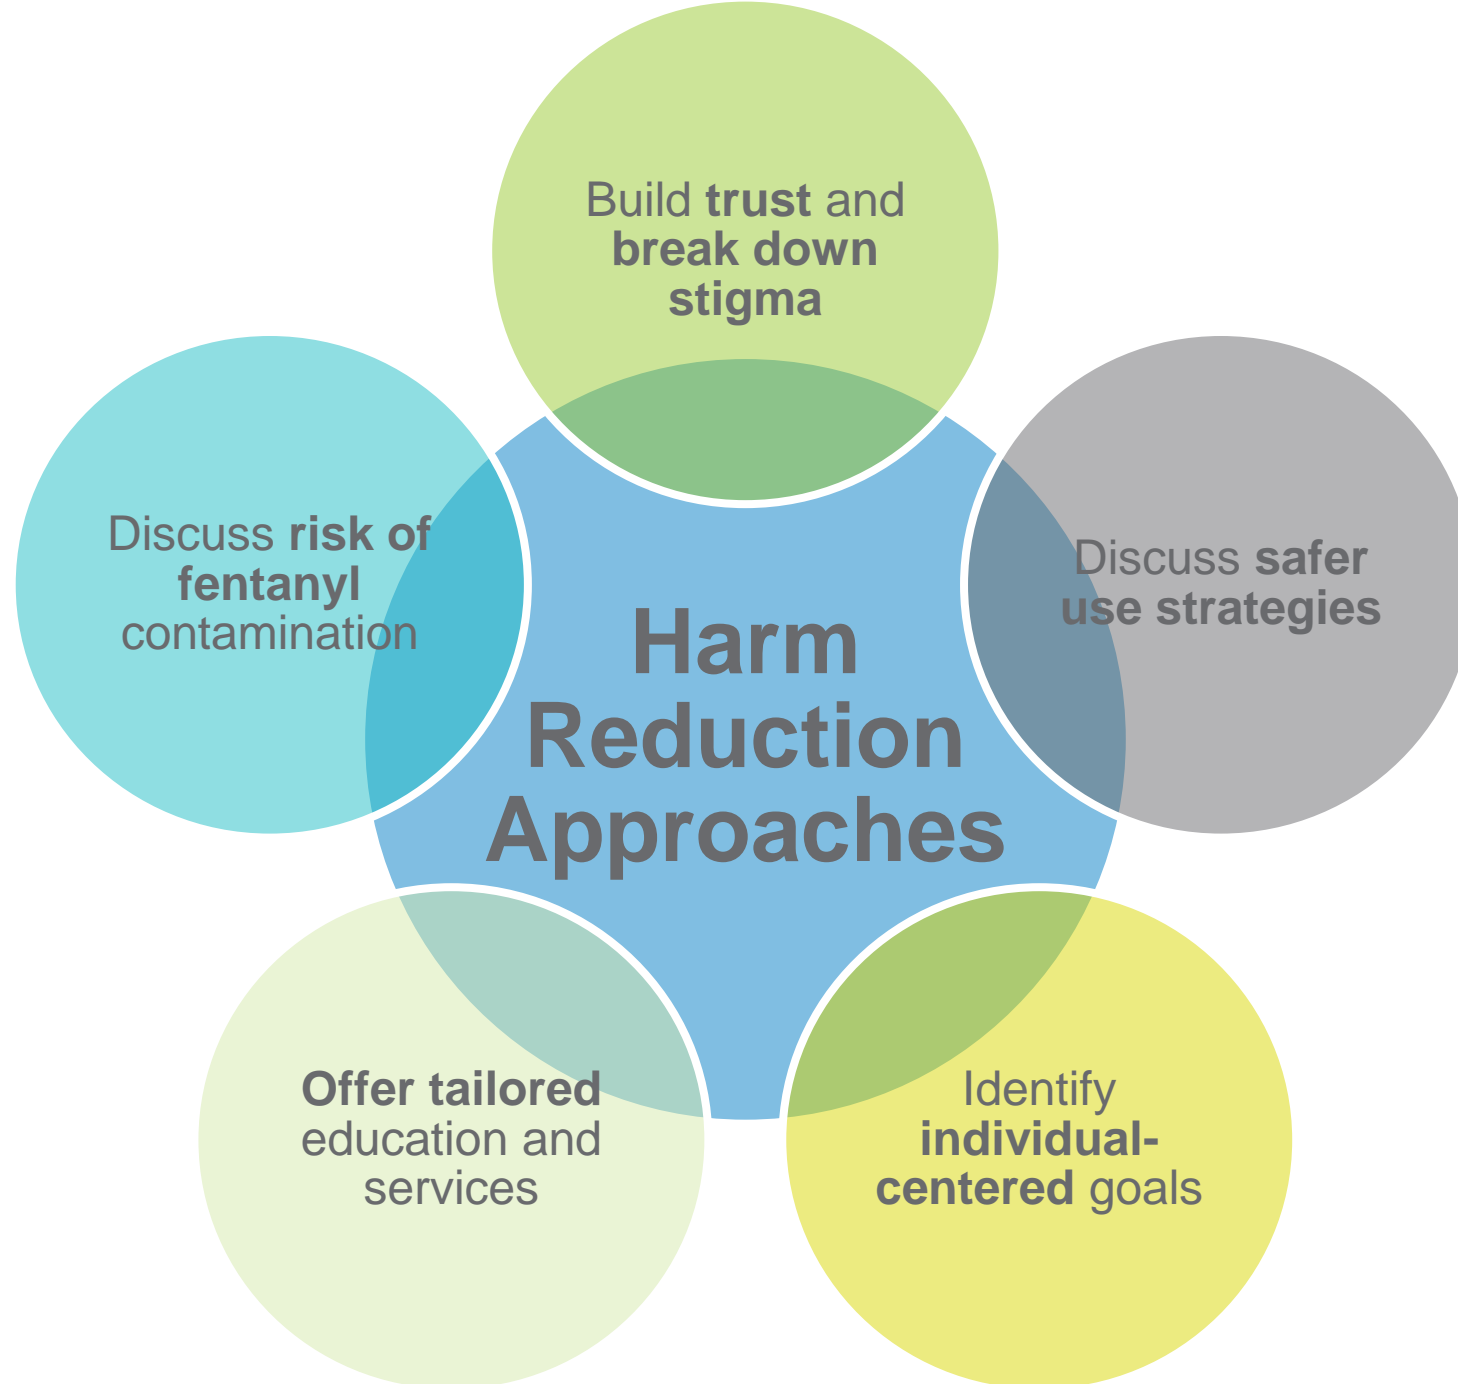 Build trust and
break down
stigma
Discuss risk of
fentanyl
contamination
Discuss safer
use strategies
Harm
Reduction
Approaches
Offer tailored
education and
services
Identify
individual-
centered goals